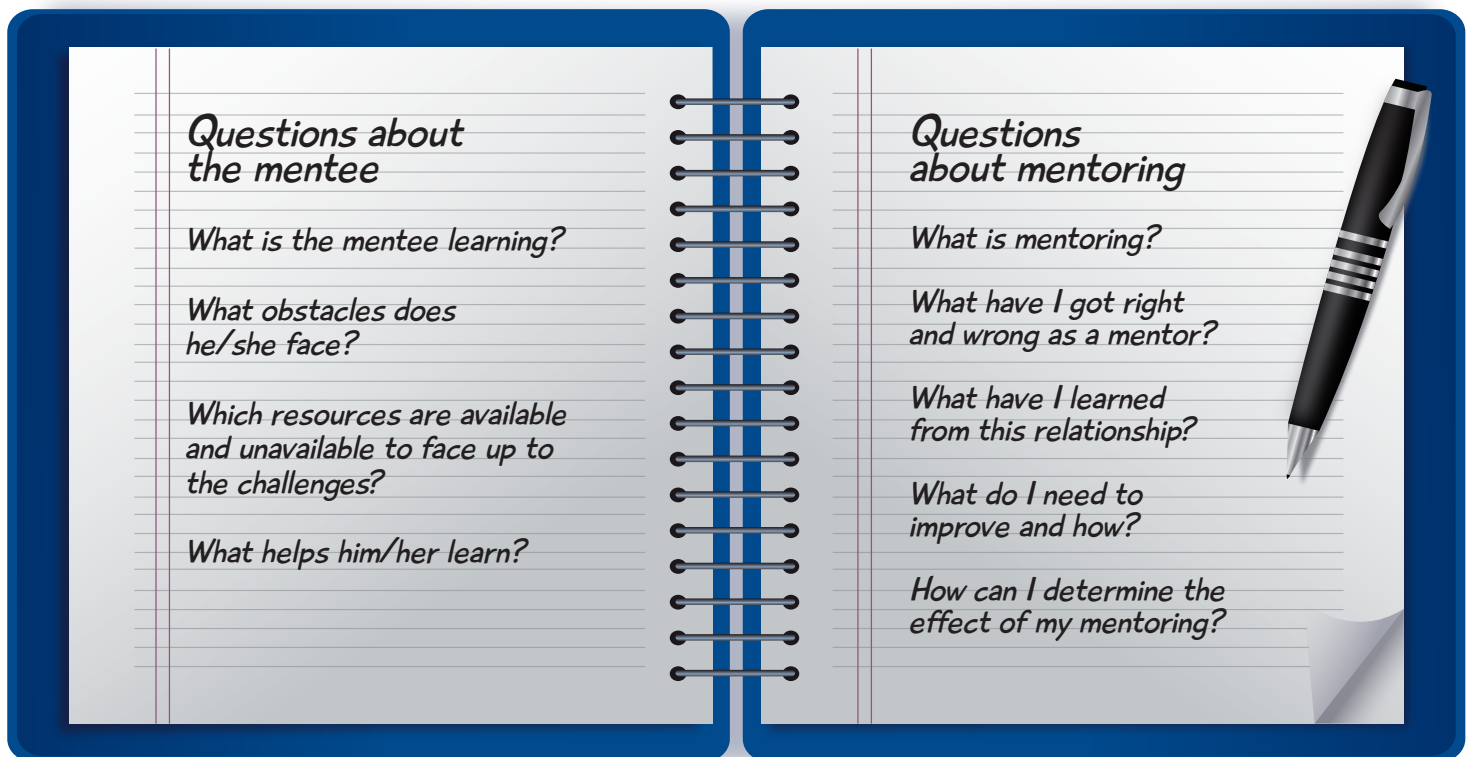 Questions about
the mentee
What is the mentee learning?
What obstacles does
he/she face?
Which resources are available
and unavailable to face up to
the challenges?
What helps him/her learn?
Questions
about mentoring
What is mentoring?
What have I got right
and wrong as a mentor?
What have I learned
from this relationship?
What do I need to
improve and how?
How can I determine the
effect of my mentoring?